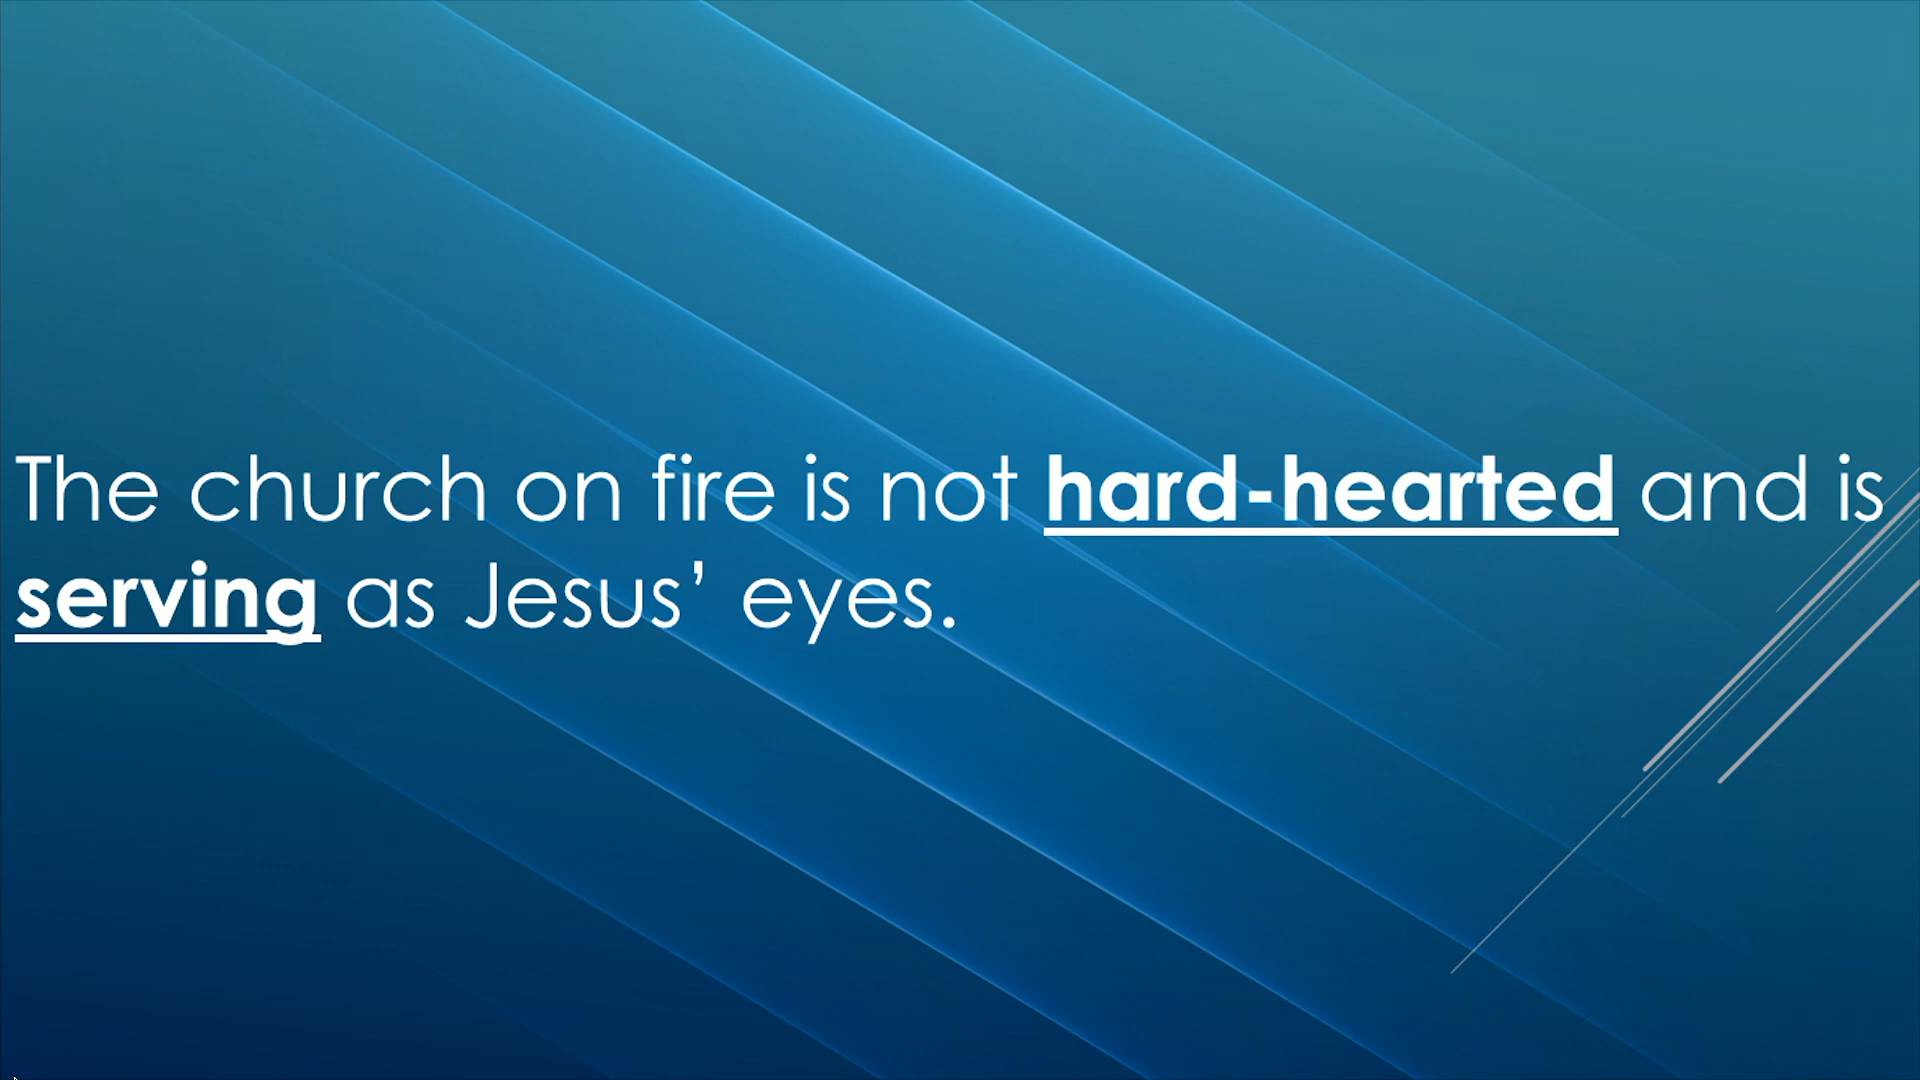 The church on fire is not hard-hearted and is
serving as Jesus’ eyes.